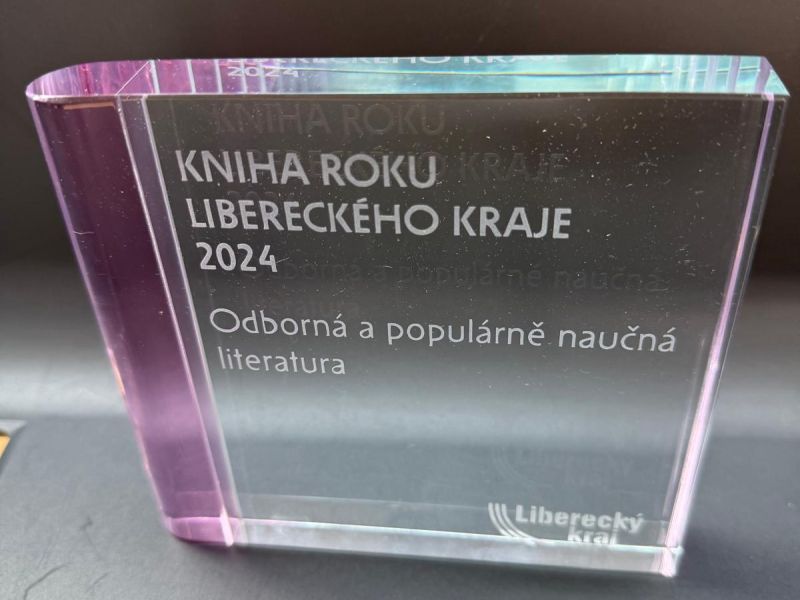 KNIHA ROKU
LIBERECKÉHO KRAJE
2024
Odborná a populárně naučná
literatura
Liberecký
kraj